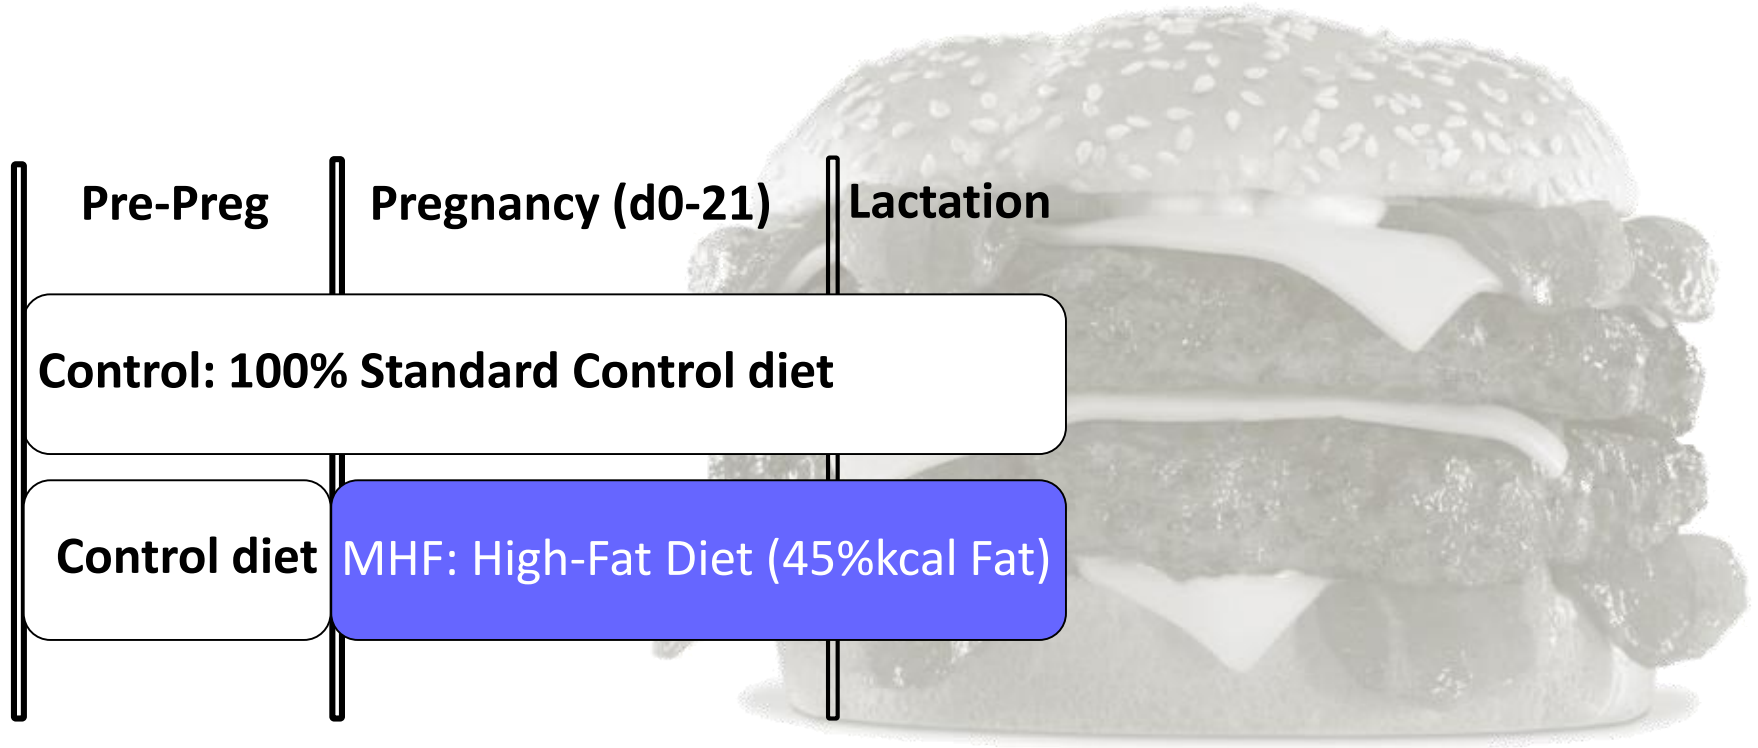 Pre-Preg
Pregnancy (d0-21)
Lactation
Control: 100% Standard Control diet
Control diet
MHF: High-Fat Diet (45%kcal Fat)